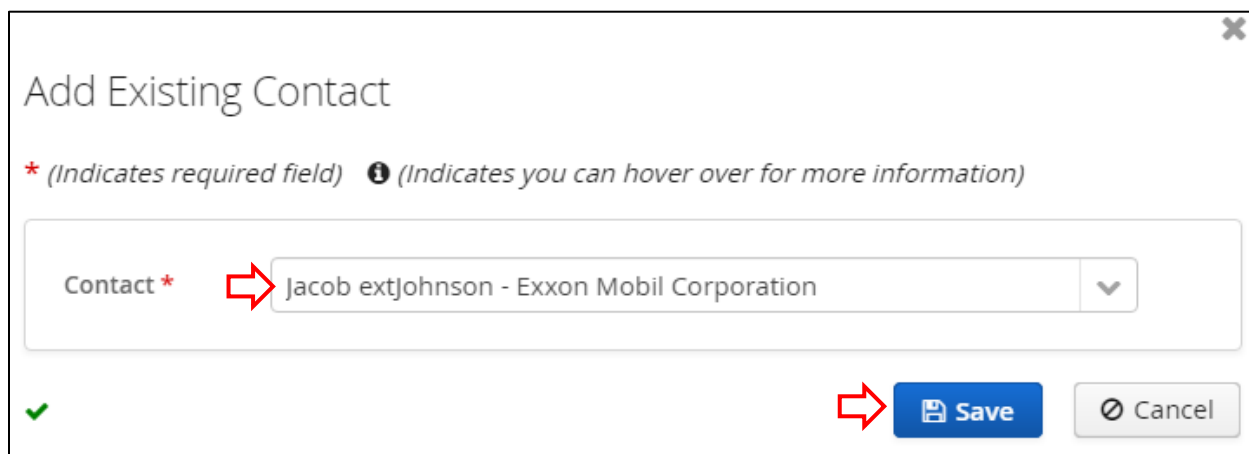 Add Existing Contact
* (Indicates required field) (Indicates you can hover over for more information)
Contact * Jacob extJohnson - Exxon Mobil Corporation
Save Cancel